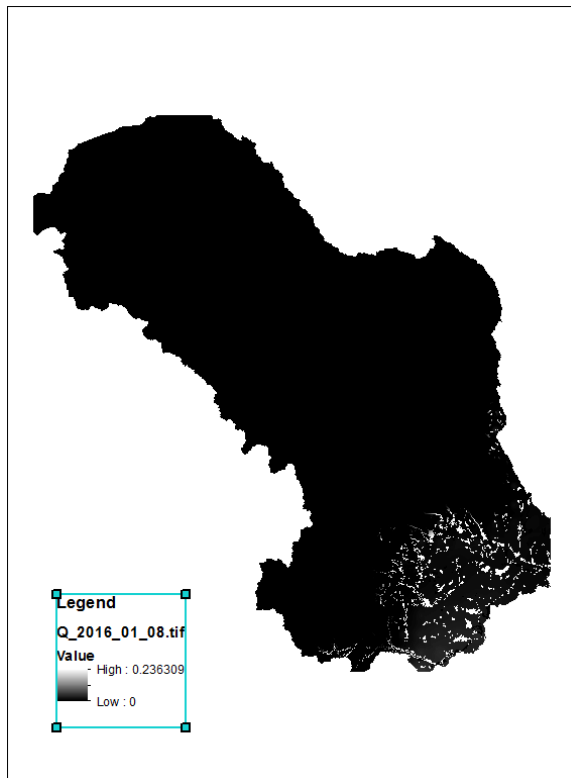 Legend
Q_2016_01_08.tif
Value
High : 0.236309
Low : 0